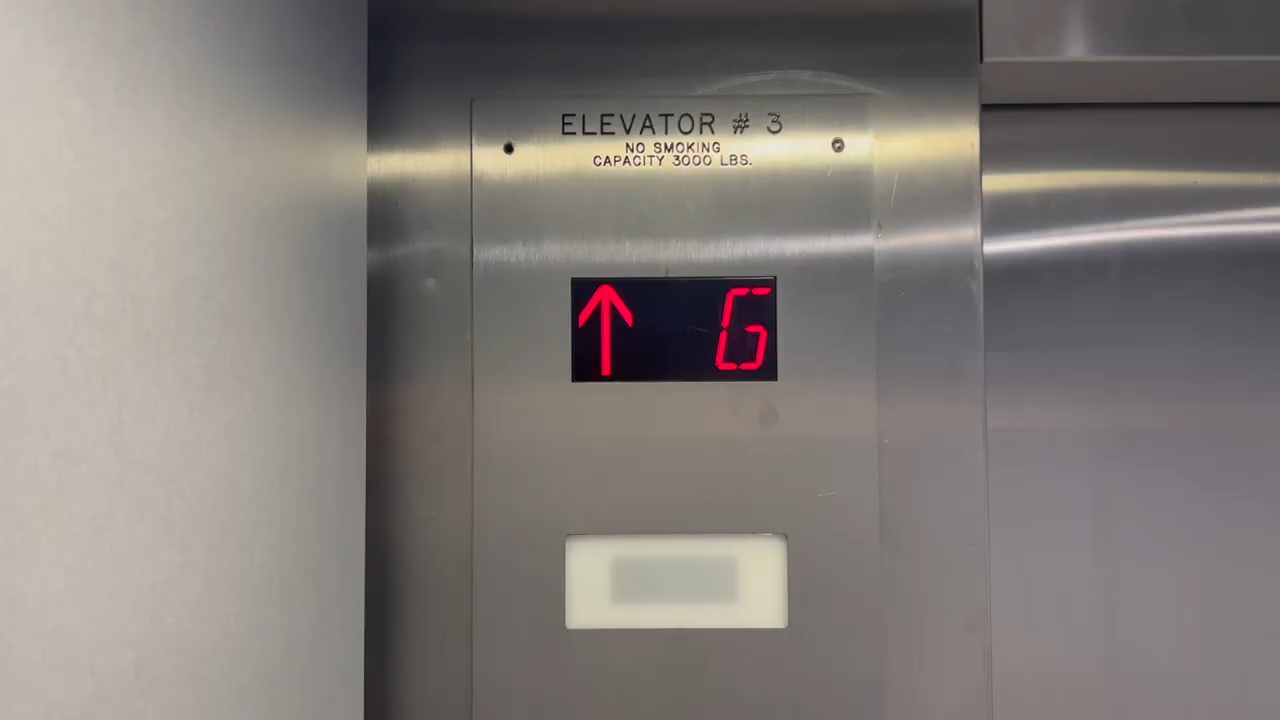 ELEVATOR # 3
NO SMOKING
CAPACITY 3000 LBS.
↑ G